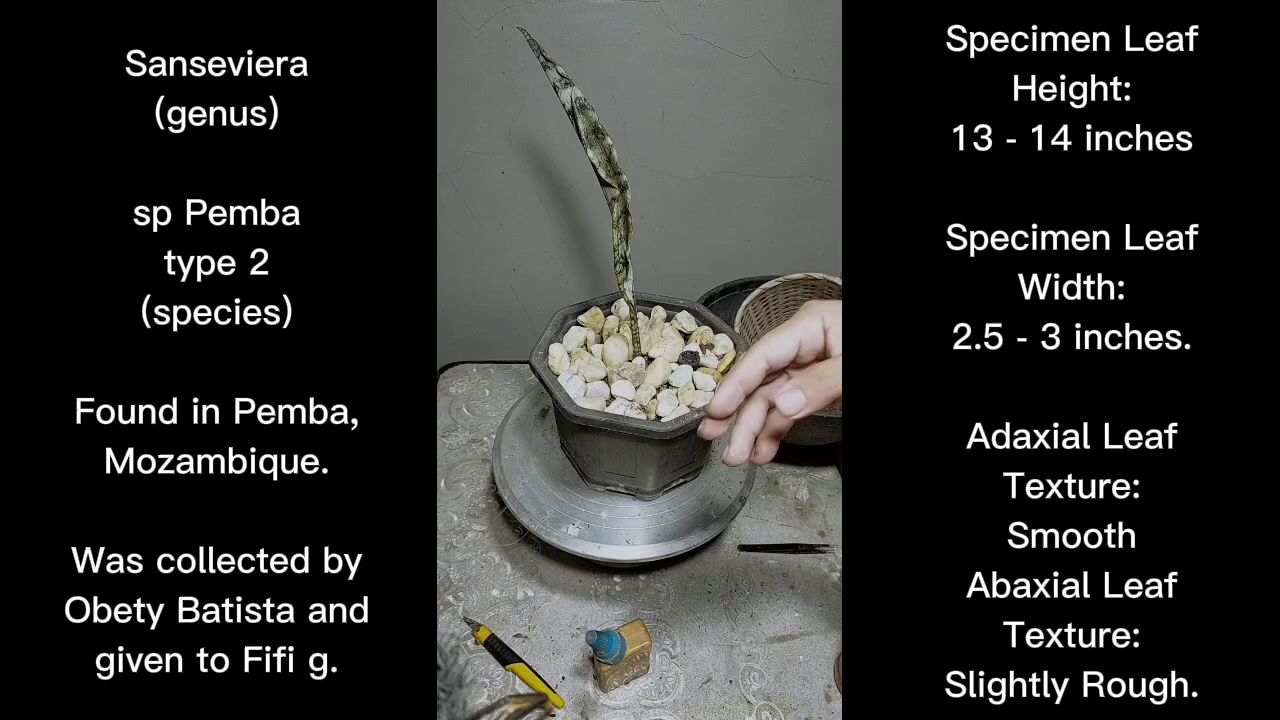 Sanseviera
(genus)
sp Pemba
type 2
(species)
Found in Pemba,
Mozambique.
Was collected by
Obety Batista and
given to Fifi g.
Specimen Leaf
Height:
13 - 14 inches
Specimen Leaf
Width:
2.5 - 3 inches.
Adaxial Leaf
Texture:
Smooth
Abaxial Leaf
Texture:
Slightly Rough.